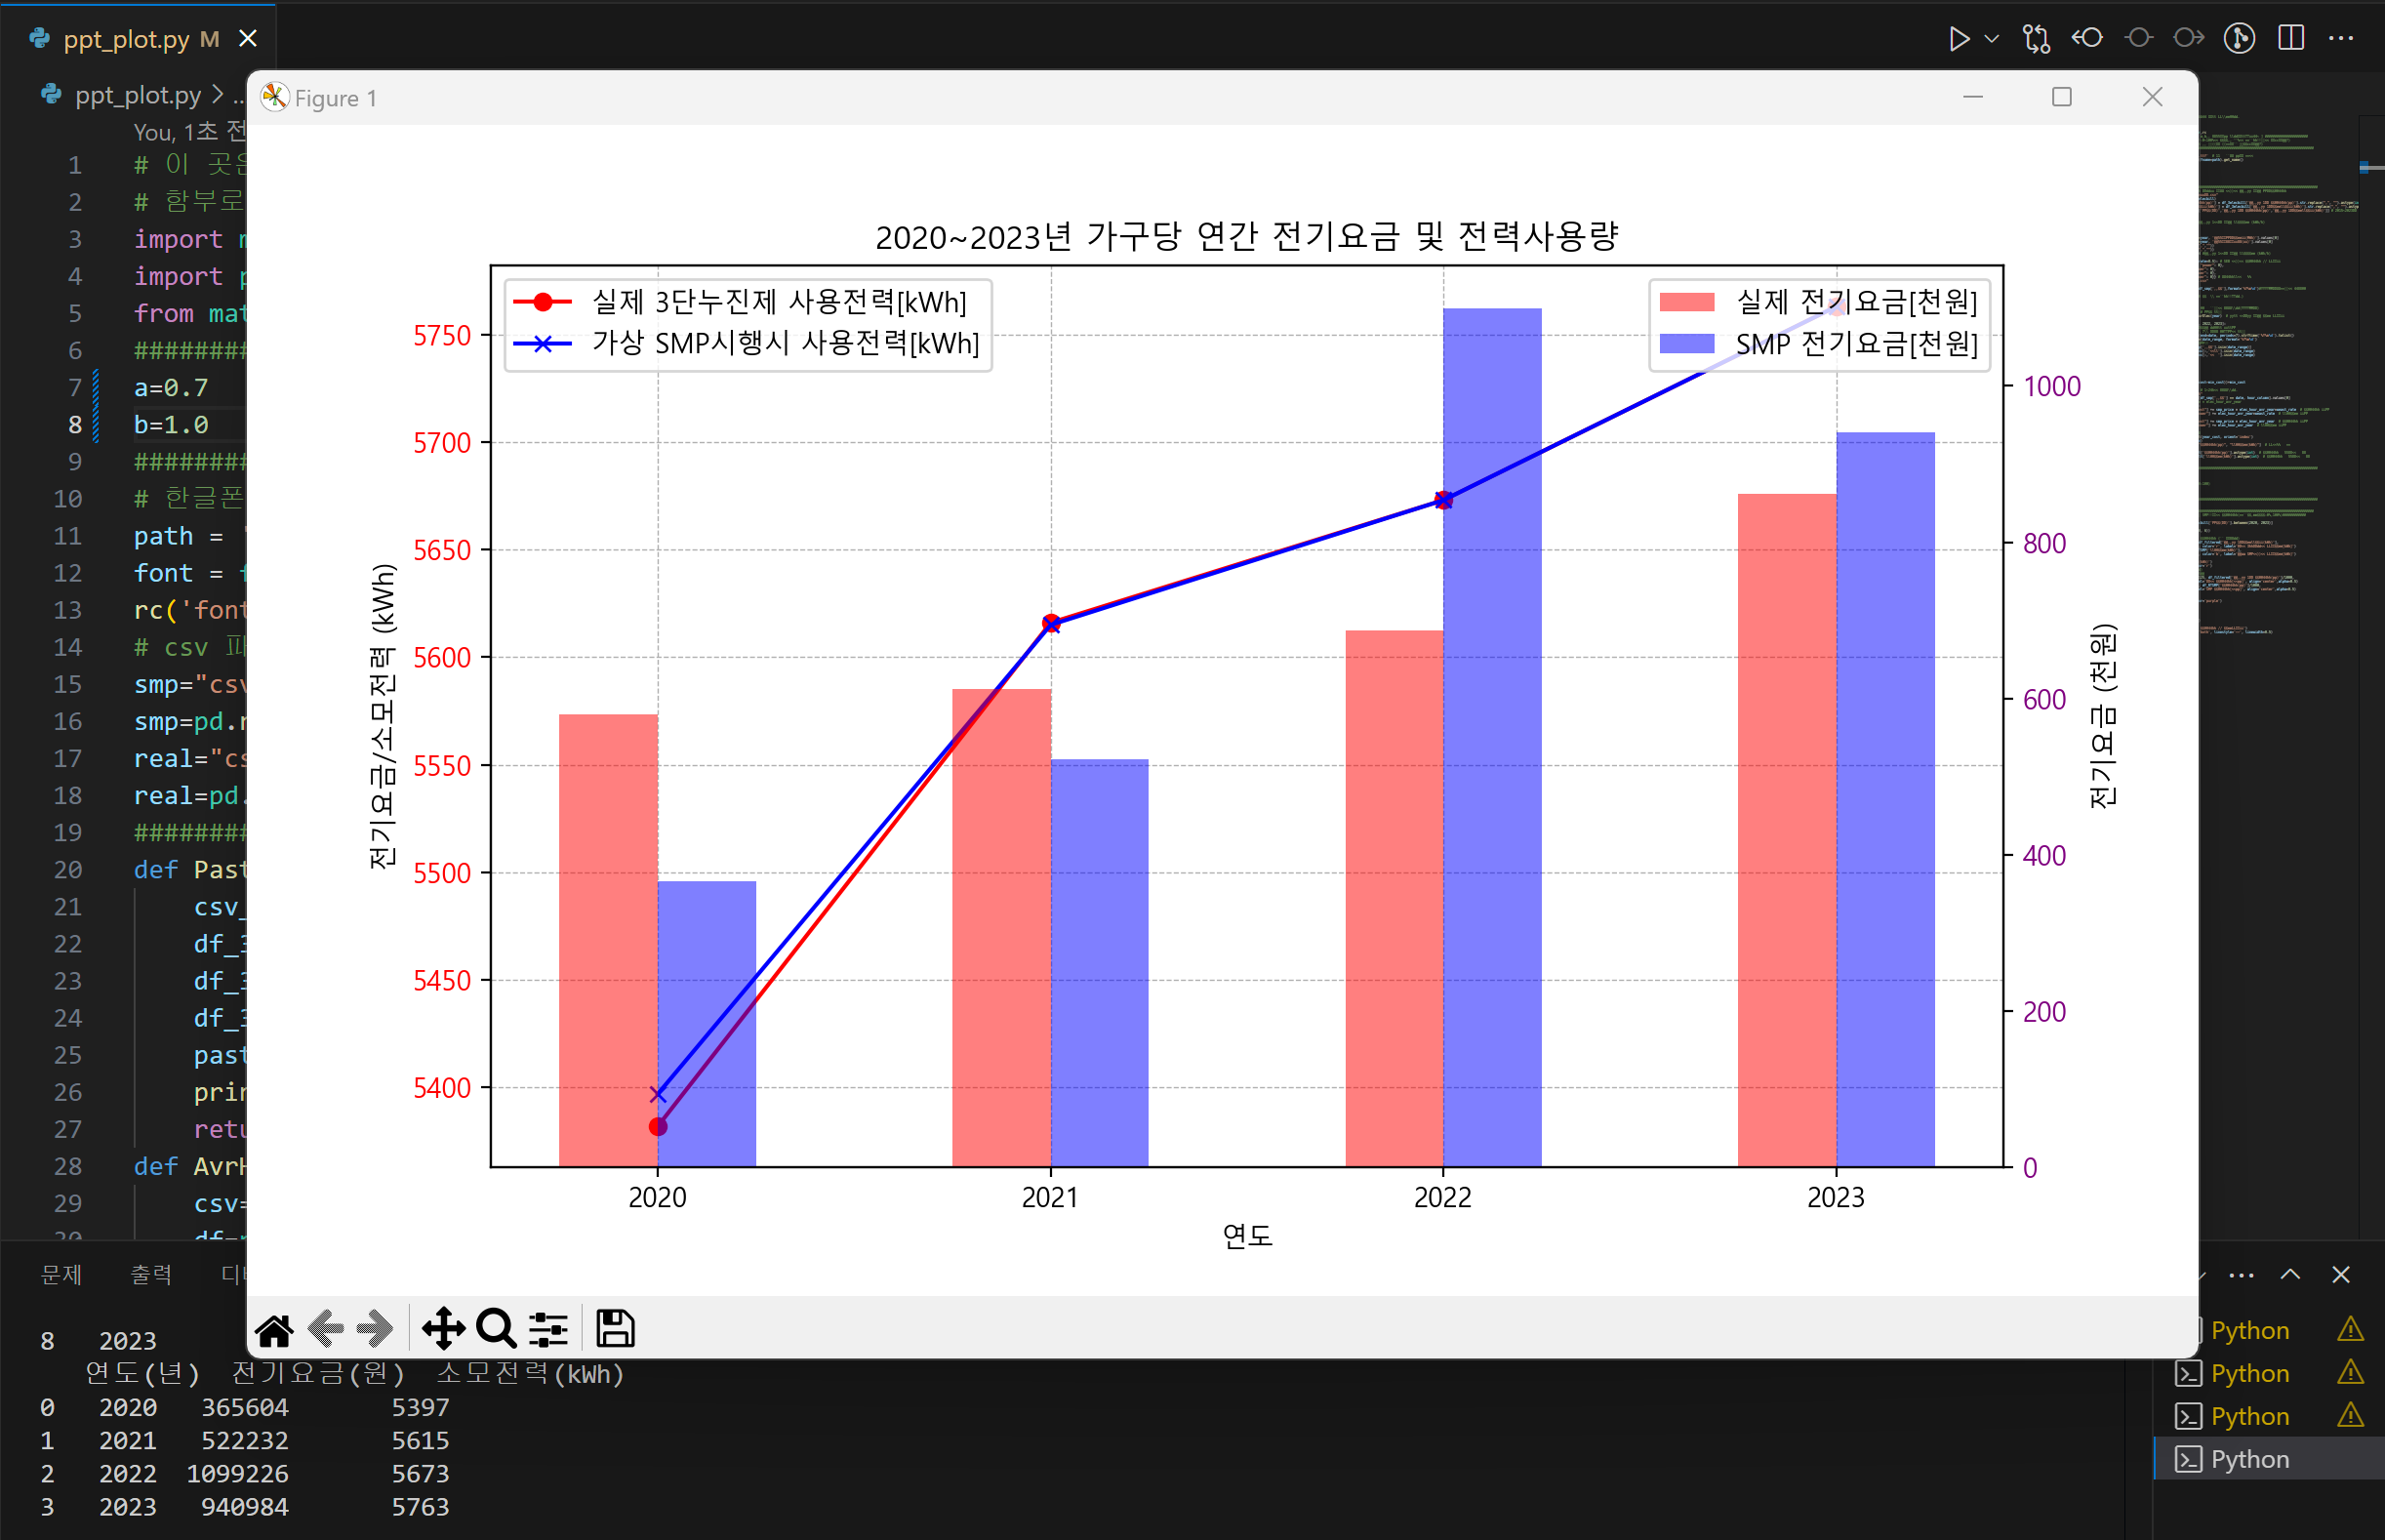 ppt_plot.py M
ppt_plot.py > ..
Figure 1
You, 1초 전
1 # 이 곳은
2 # 함부로
3 import m
4 import p
5 from mat
6 #########
7 a=0.7
8 b=1.0
9 #########
10 # 한글폰
11 path = '
12 font = f
13 rc('font
14 # csv 파
15 smp="csv
16 smp=pd.r
17 real="cs
18 real=pd.
19 #########
20 def Past
21 csv_
22 df_3
23 df_3
24 df_3
25 past
26 prin
27 retu
28 def AvrH
29 csv=
30 df=
2020~2023년 가구당 연간 전기요금 및 전력사용량
실제 3단누진제 사용전력[kWh]
가상 SMP시행시 사용전력[kWh]
실제 전기요금[천원]
SMP 전기요금[천원]
전기요금/소모전력 (kWh)
5750
5700
5650
5600
5550
5500
5450
5400
1000
800
600
400
200
0
전기요금 (천원)
2020 2021 2022 2023
연도
문제 출력 디
8 2023
연도(년) 전기요금(원) 소모전력(kWh)
0 2020 365604 5397
1 2021 522232 5615
2 2022 1099226 5673
3 2023 940984 5763
Python
Python
Python
Python